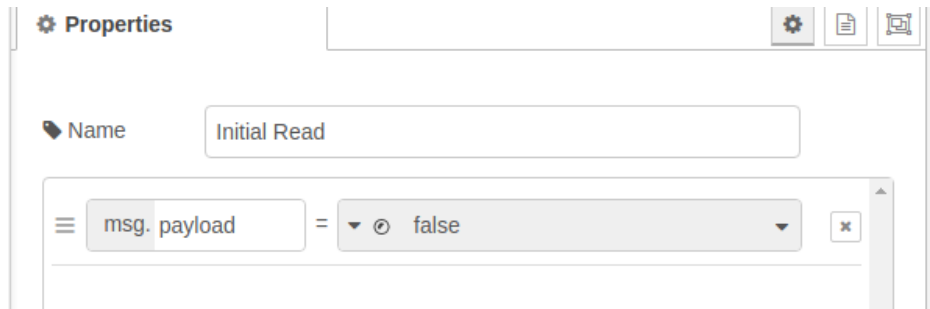 Properties
Name
Initial Read
msg. payload = false